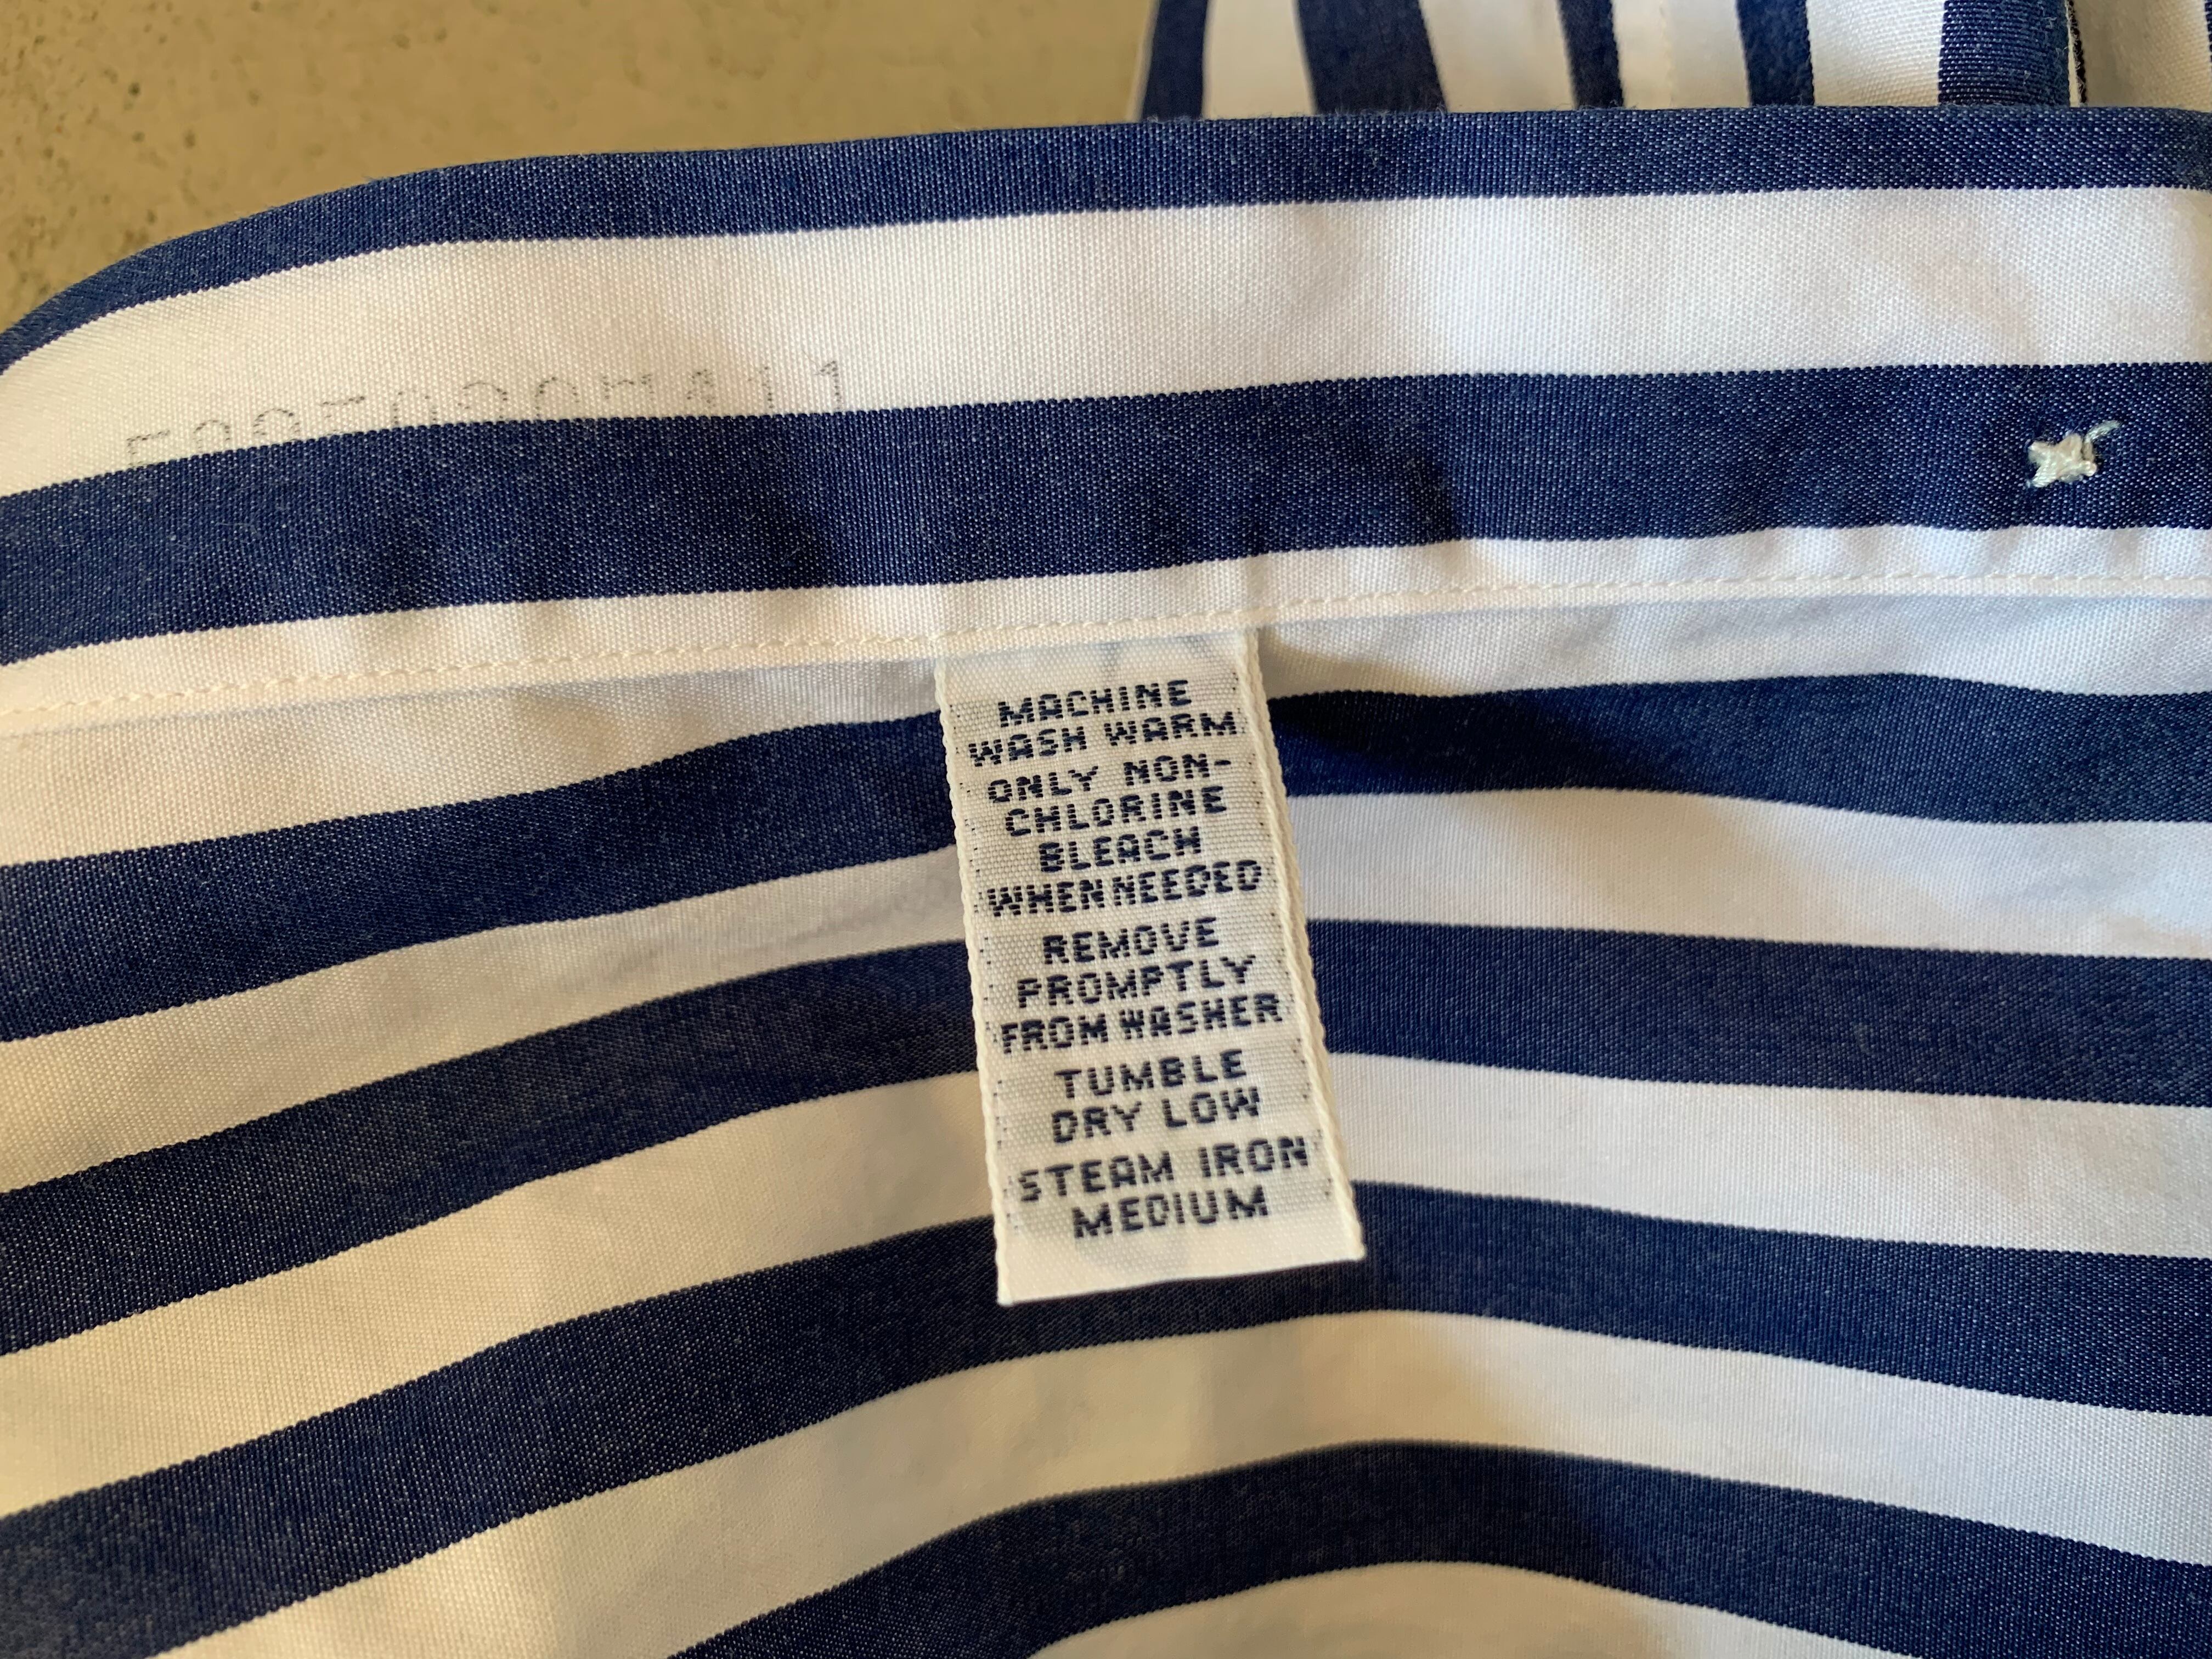 MACHINE
WASH WARM
ONLY NON-
CHLORINE
BLEACH
WHEN NEEDED
REMOVE
PROMPTLY
FROM WASHER
TUMBLE
DRY LOW
STEAM IRON
MEDIUM